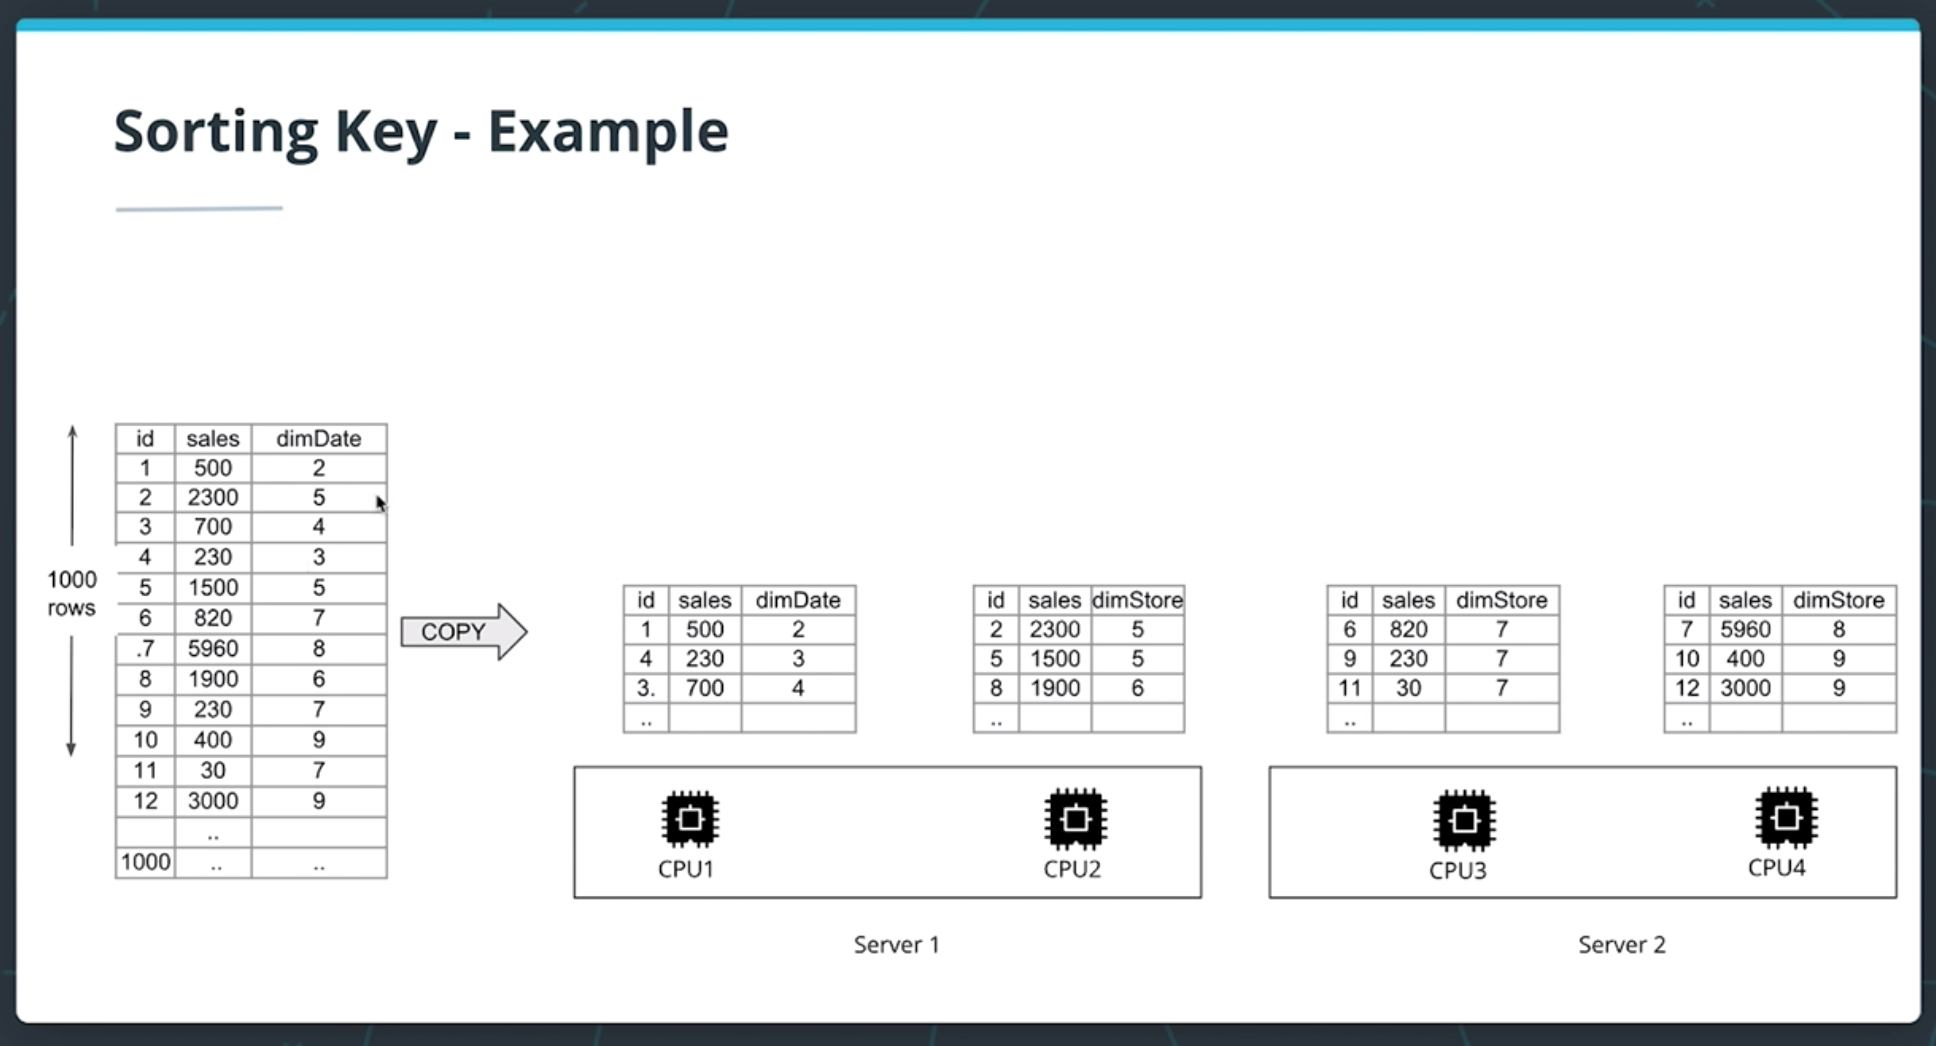 Sorting Key - Example
1000
rows
id sales dimDate
1 500 2
2 2300 5
3 700 4
4 230 3
5 1500 5
6 820 7
.7 5960 8
8 1900 6
9 230 7
10 400 9
11 30 7
12 3000 9
..
1000 .. ..
COPY
id sales dimDate
1 500 2
4 230 3
3. 700 4
..
id sales dimStore
2 2300 5
5 1500 5
8 1900 6
..
id sales dimStore
6 820 7
9 230 7
11 30 7
..
id sales dimStore
7 5960 8
10 400 9
12 3000 9
..
CPU1
CPU2
CPU3
CPU4
Server 1
Server 2